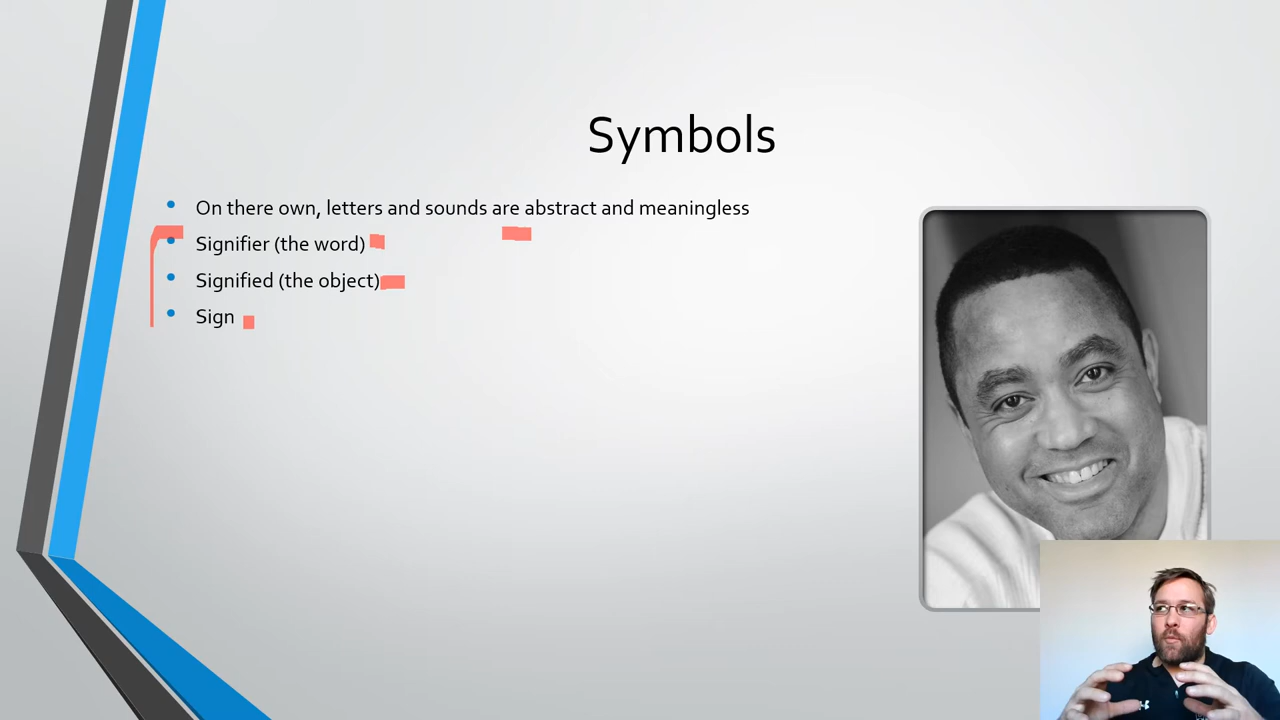 Symbols
On there own, letters and sounds are abstract and meaningless
Signifier (the word)
Signified (the object)
Sign